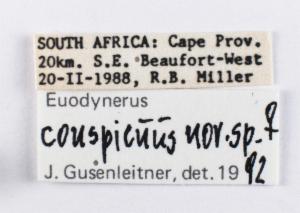 SOUTH AFRICA: Cape Prov.
20km. S.E. Beaufort-West
20-II-1988, R.B. Miller
Euodynerus
conspicuus nov. sp. ♀
J. Gusenleitner, det. 1992